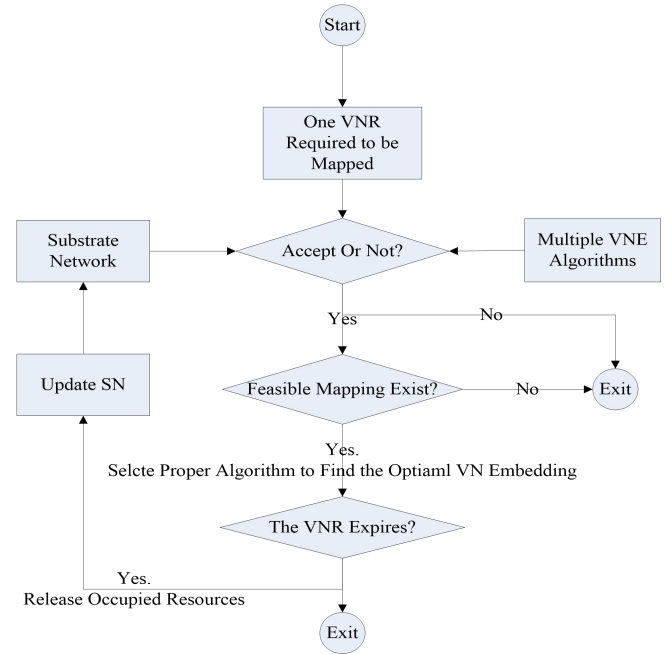 Start
One VNR
Required to be
Mapped
Substrate
Network
Accept Or Not?
Multiple VNE
Algorithms
Yes
No
Update SN
Feasible Mapping Exist?
No
Exit
Yes.
Selcte Proper Algorithm to Find the Optiaml VN Embedding
The VNR Expires?
Yes.
Release Occupied Resources
Exit